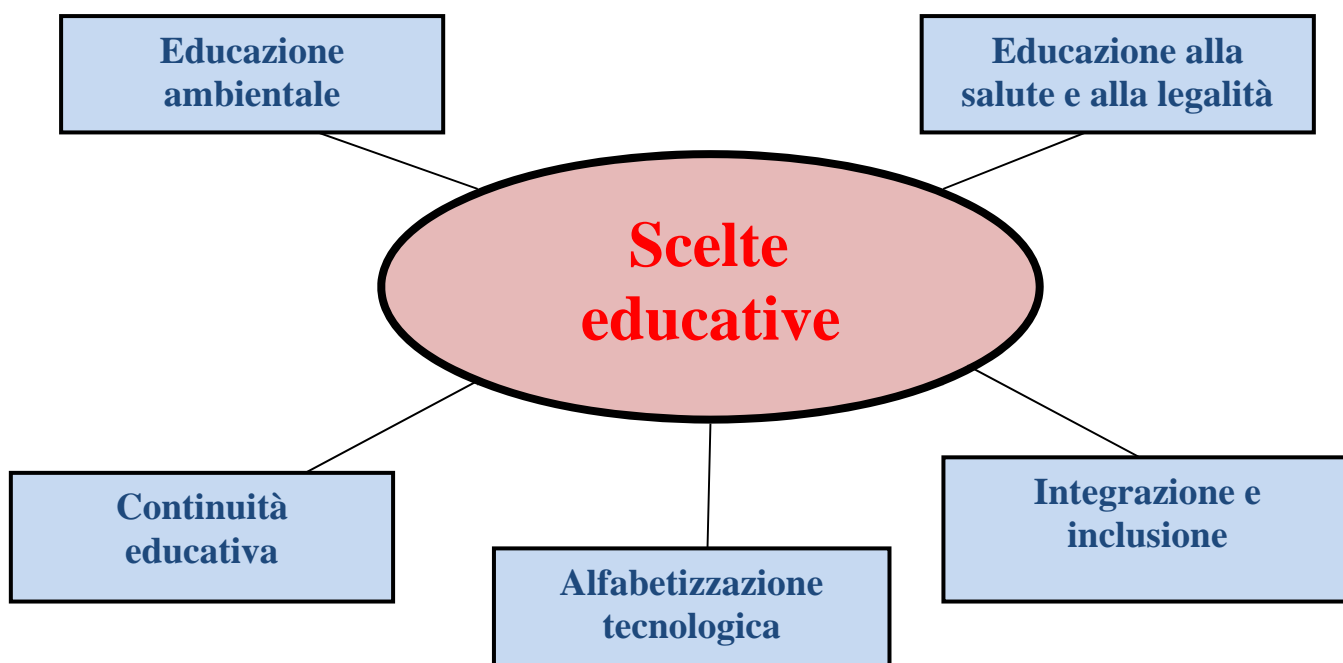 Educazione
ambientale
Educazione alla
salute e alla legalità
Scelte
educative
Continuità
educativa
Alfabetizzazione
tecnologica
Integrazione e
inclusione